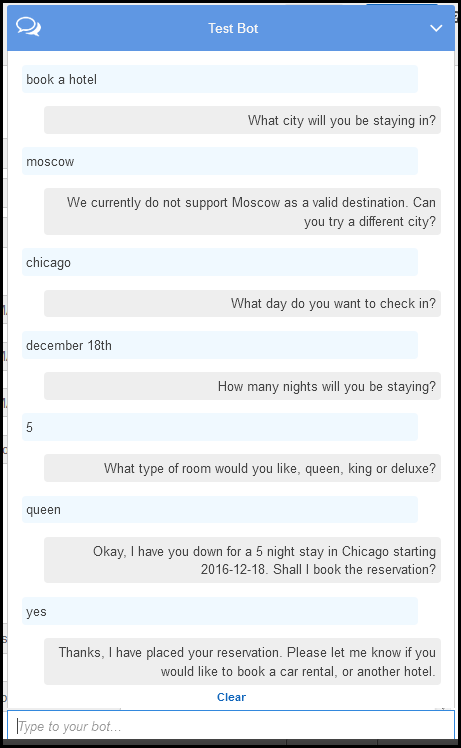 Test Bot
book a hotel
What city will you be staying in?
moscow
We currently do not support Moscow as a valid destination. Can
you try a different city?
chicago
What day do you want to check in?
december 18th
How many nights will you be staying?
5
What type of room would you like, queen, king or deluxe?
queen
Okay, I have you down for a 5 night stay in Chicago starting
2016-12-18. Shall I book the reservation?
yes
Thanks, I have placed your reservation. Please let me know if you
would like to book a car rental, or another hotel.
Clear
Type to your bot...